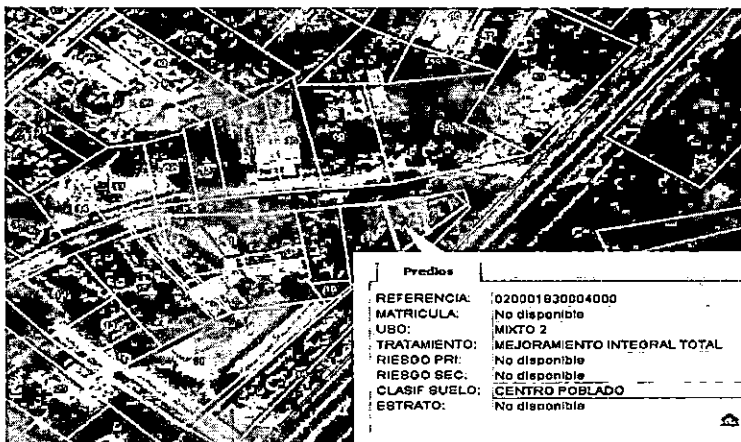 Predios
REFERENCIA: 020001830004000
MATRICULA: No disponible
USO: MIXTO 2
TRATAMIENTO: MEJORAMIENTO INTEGRAL TOTAL
RIESGO PRI: No disponible
RIESGO SEC: No disponible
CLASIF SUELO: CENTRO POBLADO
ESTRATO: No disponible